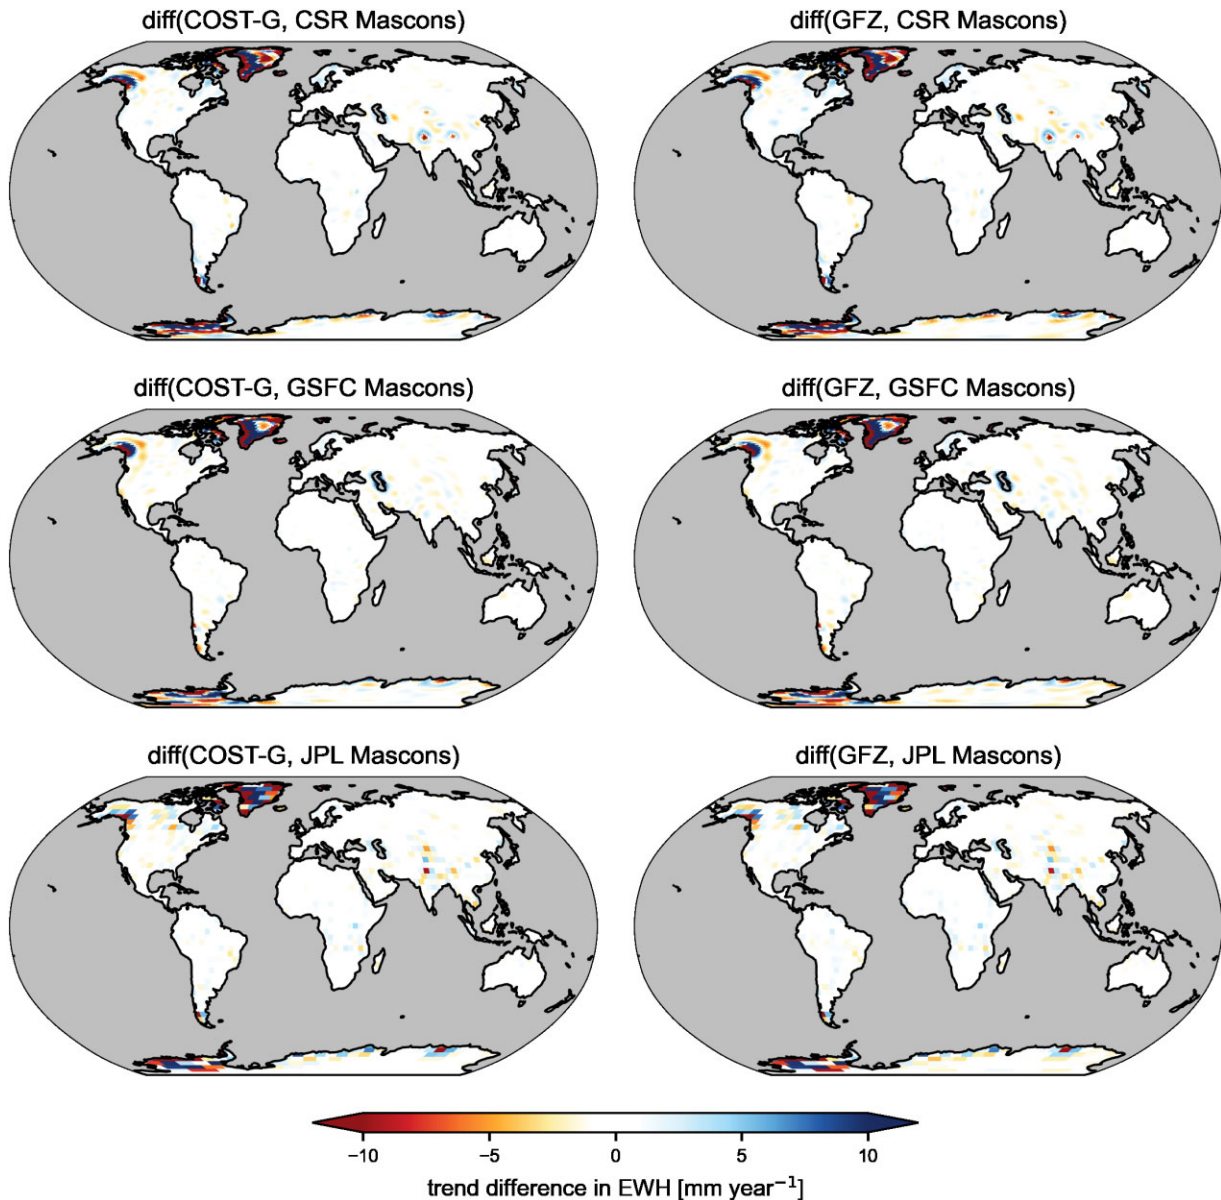 diff(COST-G, CSR Mascons)
diff(GFZ, CSR Mascons)
diff(COST-G, GSFC Mascons)
diff(GFZ, GSFC Mascons)
diff(COST-G, JPL Mascons)
diff(GFZ, JPL Mascons)
−10 −5 0 5 10
trend difference in EWH [mm year⁻¹]